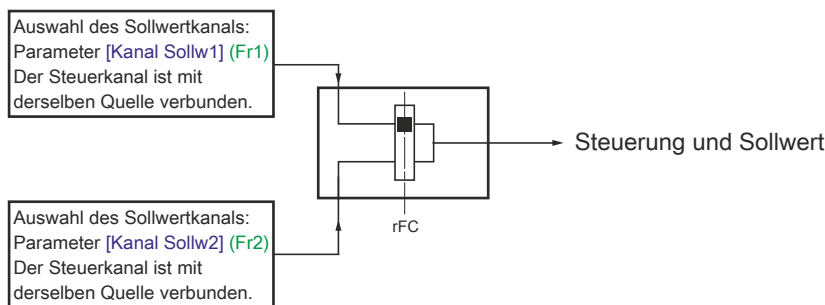 Auswahl des Sollwertkanals:
Parameter [Kanal Sollw1] (Fr1)
Der Steuerkanal ist mit
derselben Quelle verbunden.
Steuerung und Sollwert
rFC
Auswahl des Sollwertkanals:
Parameter [Kanal Sollw2] (Fr2)
Der Steuerkanal ist mit
derselben Quelle verbunden.